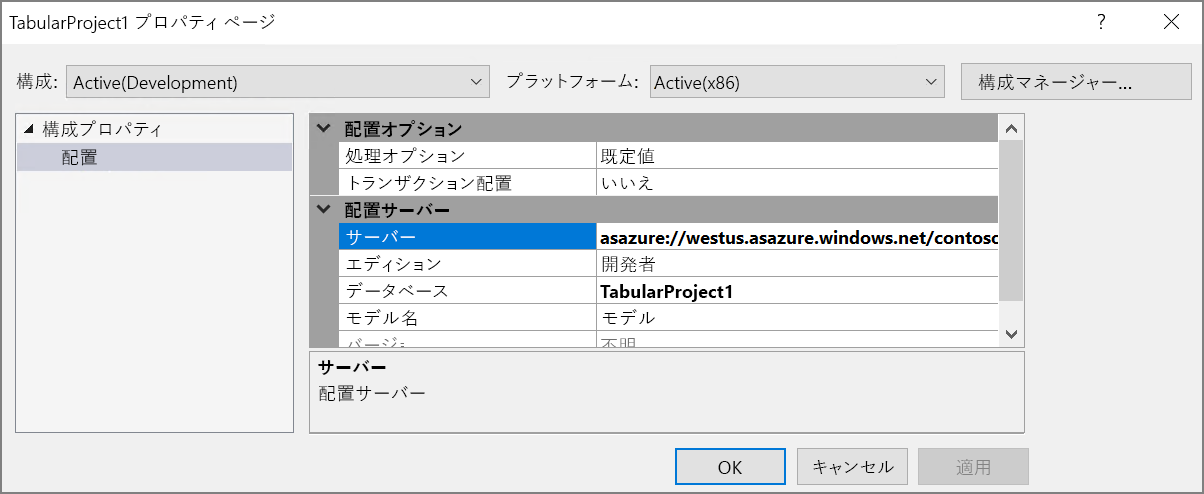 TabularProject1 プロパティ ページ
構成: Active(Development) プラットフォーム: Active(x86) 構成マネージャー...
構成プロパティ
配置
配置オプション
処理オプション 既定値
トランザクション配置 いいえ
配置サーバー
サーバー asazure://westus.asazure.windows.net/contoso
エディション 開発者
データベース TabularProject1
モデル名 モデル
不明
サーバー
配置サーバー
OK キャンセル 適用